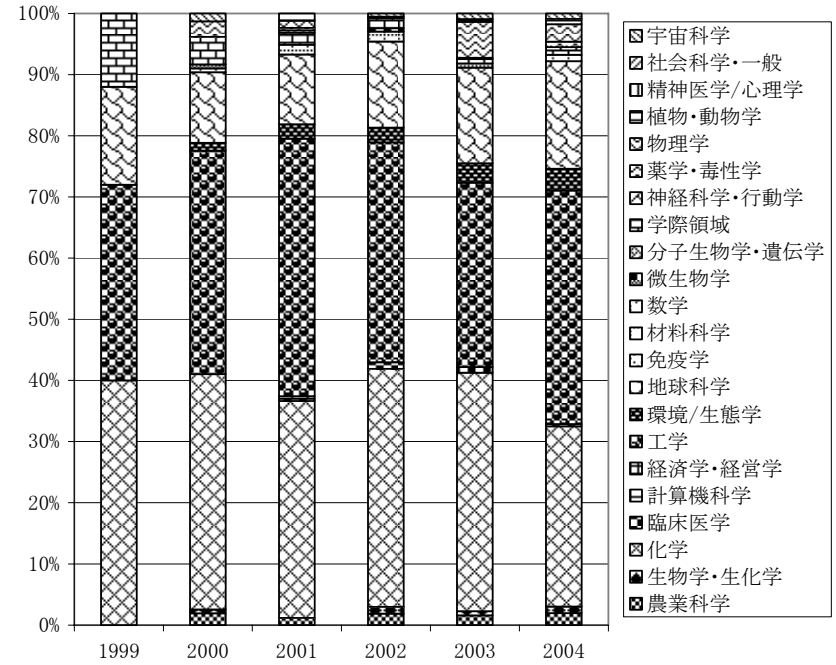 100%
90%
80%
70%
60%
50%
40%
30%
20%
10%
0%
1999 2000 2001 2002 2003 2004
宇宙科学
社会科学・一般
精神医学/心理学
植物・動物学
物理学
薬学・毒性学
神経科学・行動学
学際領域
分子生物学・遺伝学
微生物学
数学
材料科学
免疫学
地球科学
環境/生態学
工学
経済学・経営学
計算機科学
臨床医学
化学
生物学・生化学
農業科学